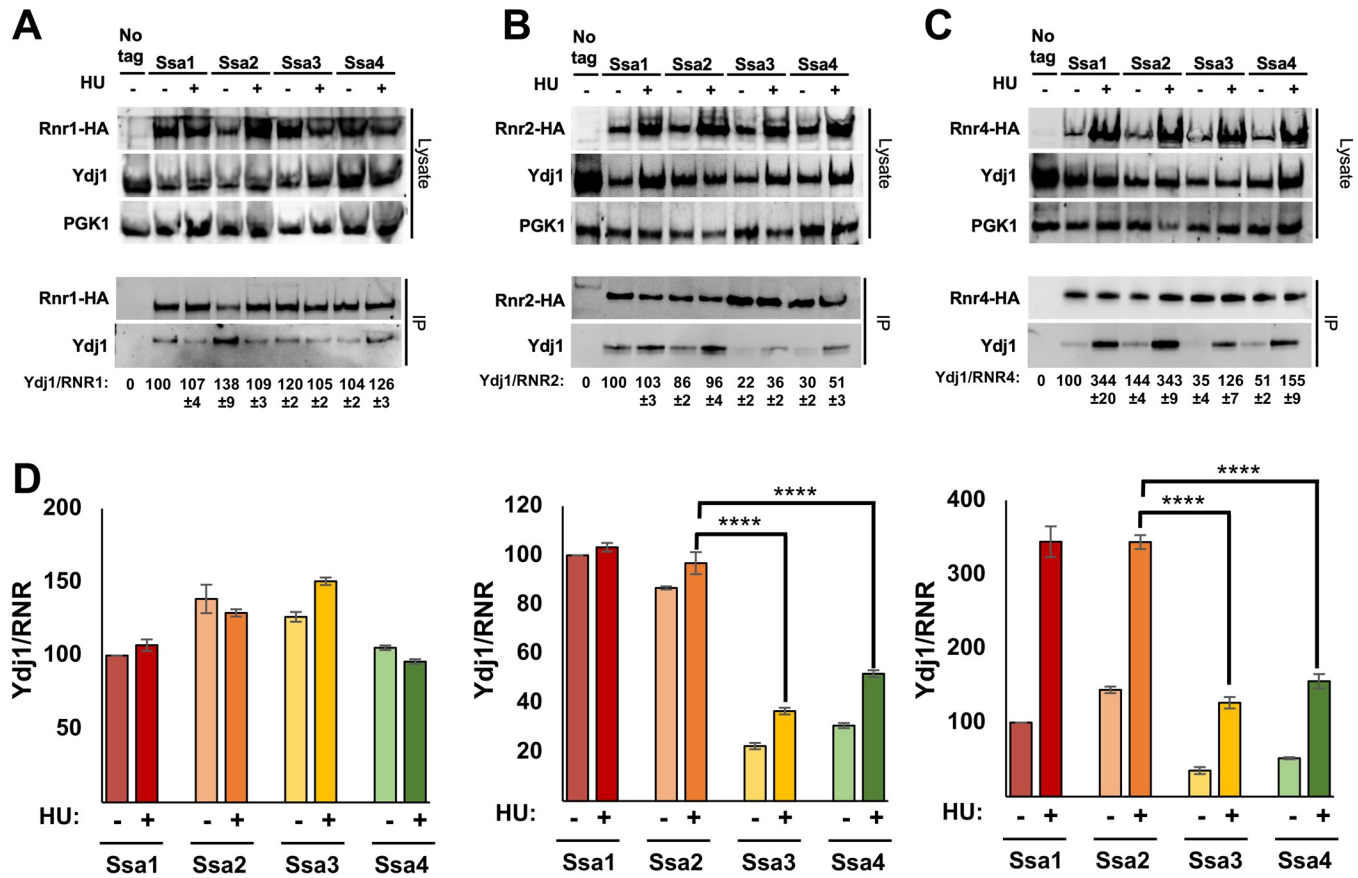 A
No
tag
Ssa1 Ssa2 Ssa3 Ssa4
HU - - + - + - + - +
Rnr1-HA
Ydj1
PGK1
Lysate
Rnr1-HA
Ydj1
IP
Ydj1/RNR1: 0 100 107 138 109 120 105 104 126
±4 ±9 ±3 ±2 ±2 ±2 ±3
B
No
tag
Ssa1 Ssa2 Ssa3 Ssa4
HU - - + - + - + - +
Rnr2-HA
Ydj1
PGK1
Lysate
Rnr2-HA
Ydj1
IP
Ydj1/RNR2: 0 100 103 86 96 22 36 30 51
±3 ±2 ±4 ±2 ±2 ±2 ±3
C
No
tag
Ssa1 Ssa2 Ssa3 Ssa4
HU - - + - + - + - +
Rnr4-HA
Ydj1
PGK1
Lysate
Rnr4-HA
Ydj1
IP
Ydj1/RNR4: 0 100 344 144 343 35 126 51 155
±20 ±4 ±9 ±4 ±7 ±2 ±9
D
Ydj1/RNR
200
150
100
50
HU: - + - + - + - +
Ssa1 Ssa2 Ssa3 Ssa4
Ydj1/RNR
120
100
80
60
40
20
****
****
HU: - + - + - + - +
Ssa1 Ssa2 Ssa3 Ssa4
Ydj1/RNR
400
300
200
100
****
****
HU: - + - + - + - +
Ssa1 Ssa2 Ssa3 Ssa4